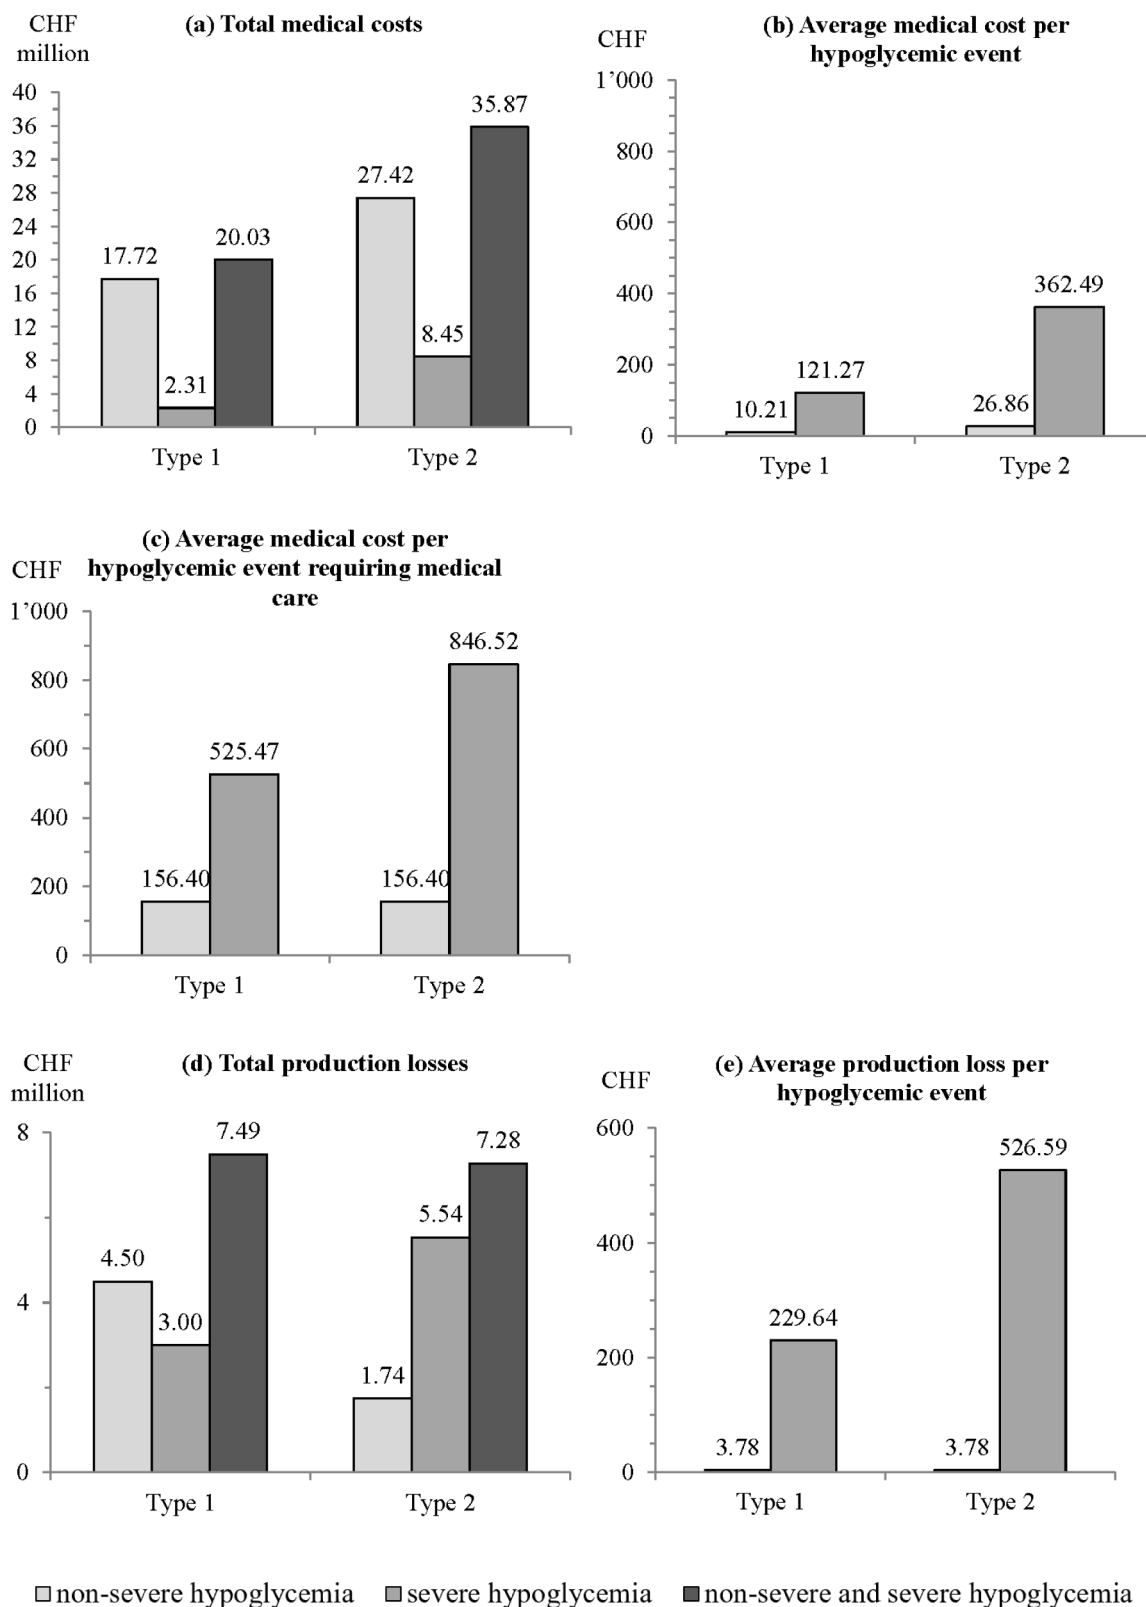 (a) Total medical costs
CHF
million
40
36
32
28
24
20
16
12
8
4
0
17.72
2.31
20.03
27.42
8.45
35.87
Type 1
Type 2
(b) Average medical cost per
hypoglycemic event
CHF
1’000
800
600
400
200
0
10.21
121.27
26.86
362.49
Type 1
Type 2
(c) Average medical cost per
hypoglycemic event requiring medical
care
CHF
1’000
800
600
400
200
0
156.40
525.47
156.40
846.52
Type 1
Type 2
(d) Total production losses
CHF
million
8
4
0
4.50
3.00
7.49
1.74
5.54
7.28
Type 1
Type 2
(e) Average production loss per
hypoglycemic event
CHF
600
400
200
0
3.78
229.64
3.78
526.59
Type 1
Type 2
non-severe hypoglycemia
severe hypoglycemia
non-severe and severe hypoglycemia